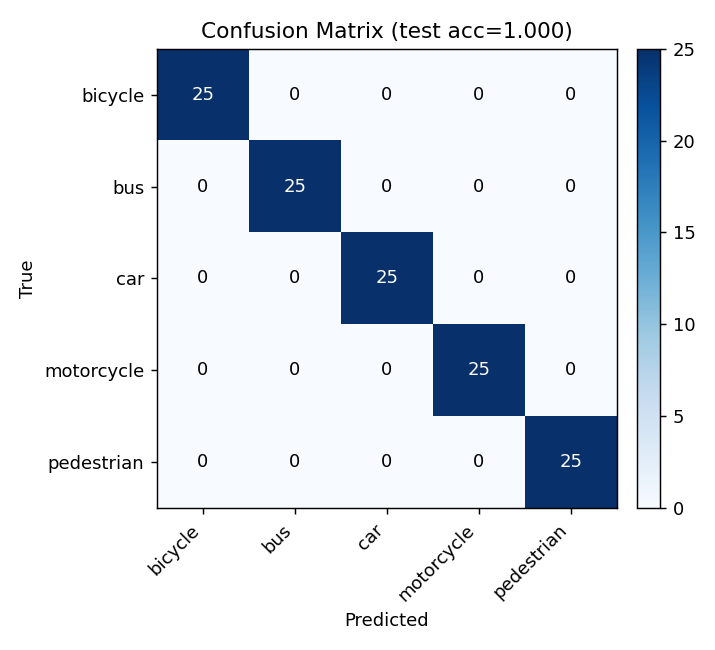 Confusion Matrix (test acc=1.000)
True
bicycle 25 0 0 0 0
bus 0 25 0 0 0
car 0 0 25 0 0
motorcycle 0 0 0 25 0
pedestrian 0 0 0 0 25
bicycle bus car motorcycle pedestrian
Predicted
25
20
15
10
5
0